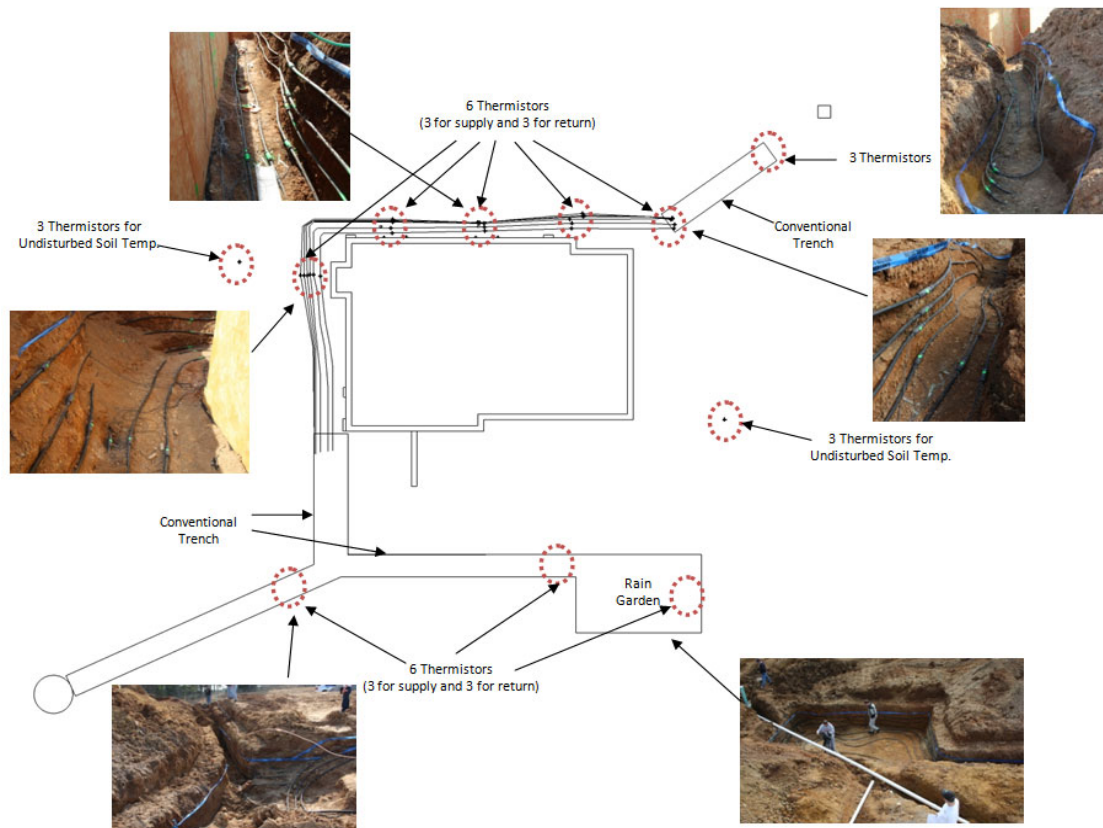 6 Thermistors
(3 for supply and 3 for return)
3 Thermistors
3 Thermistors for
Undisturbed Soil Temp.
Conventional
Trench
3 Thermistors for
Undisturbed Soil Temp.
Conventional
Trench
Rain
Garden
6 Thermistors
(3 for supply and 3 for return)